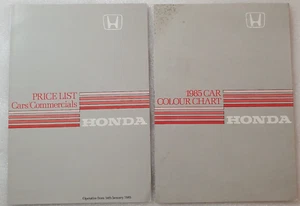 PRICE LIST
Cars/Commercials
HONDA
1985 CAR
COLOUR CHART
HONDA